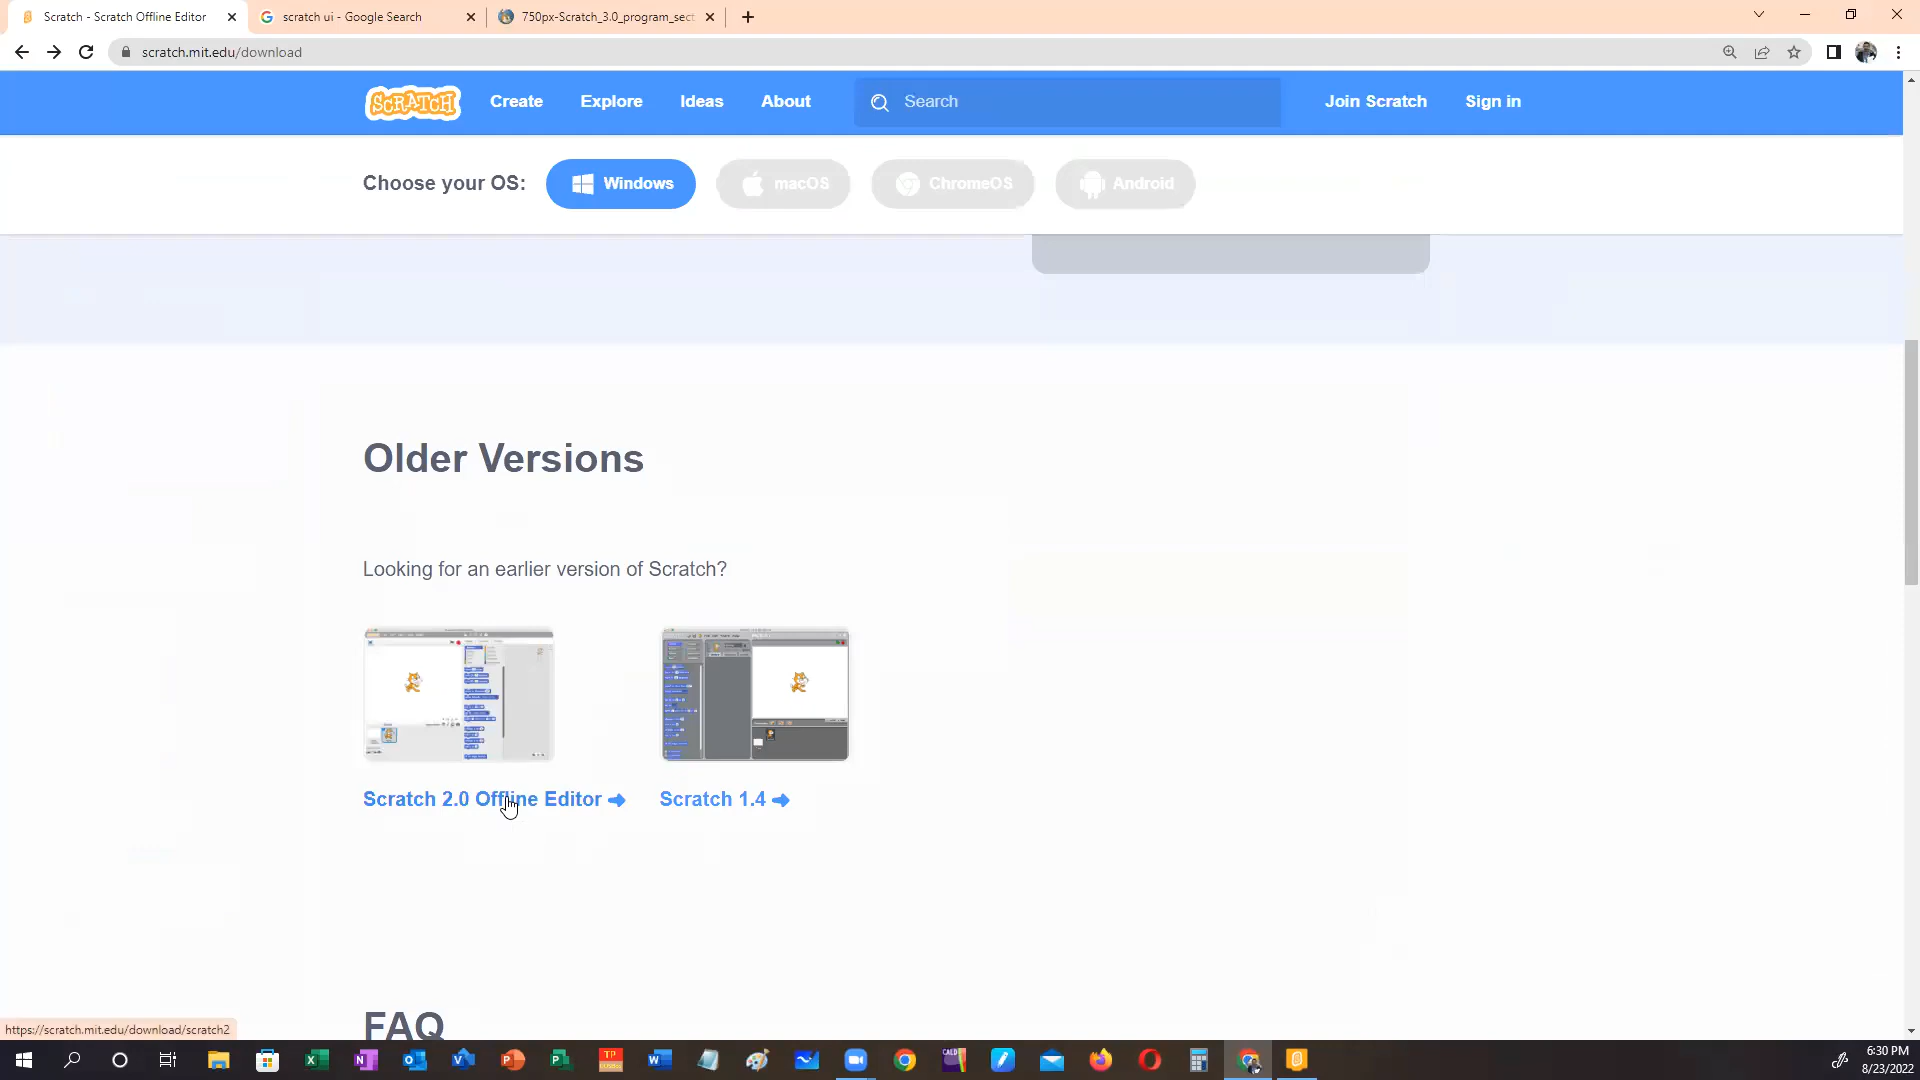 Scratch - Scratch Offline Editor
scratch ui - Google Search
750px-Scratch_3.0_program_sect
scratch.mit.edu/download
SCRATCH
Create
Explore
Ideas
About
Search
Join Scratch
Sign in
Choose your OS:
Windows
macOS
ChromeOS
Android
Older Versions
Looking for an earlier version of Scratch?
Scratch 2.0 Offline Editor
Scratch 1.4
FAQ
https://scratch.mit.edu/download/scratch2
6:30 PM
8/23/2022